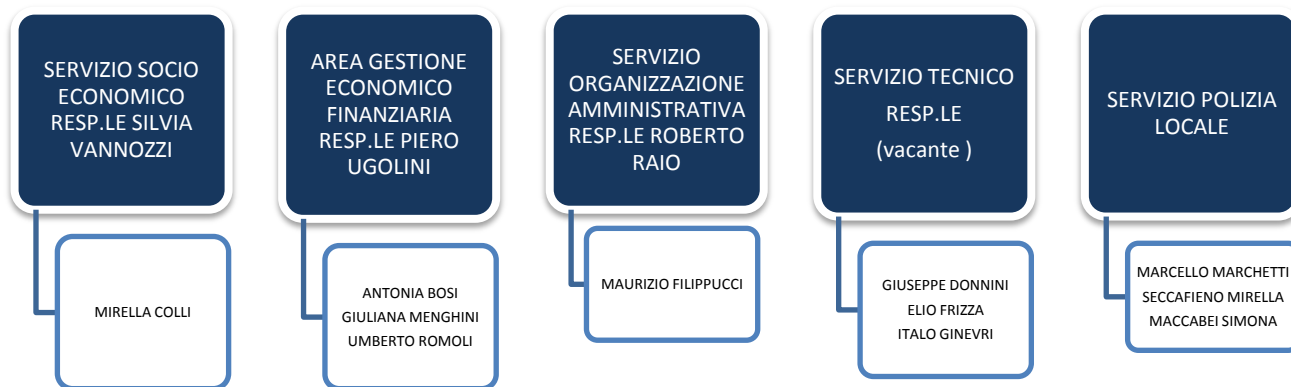 SERVIZIO SOCIO
ECONOMICO
RESP.LE SILVIA
VANNOZZI
MIRELLA COLLI
AREA GESTIONE
ECONOMICO
FINANZIARIA
RESP.LE PIERO
UGOLINI
ANTONIA BOSI
GIULIANA MENGHINI
UMBERTO ROMOLI
SERVIZIO
ORGANIZZAZIONE
AMMINISTRATIVA
RESP.LE ROBERTO
RAIO
MAURIZIO FILIPPUCCI
SERVIZIO TECNICO
RESP.LE
(vacante )
GIUSEPPE DONNINI
ELIO FRIZZA
ITALO GINEVRI
SERVIZIO POLIZIA
LOCALE
MARCELLO MARCHETTI
SECCAFIENO MIRELLA
MACCABEI SIMONA